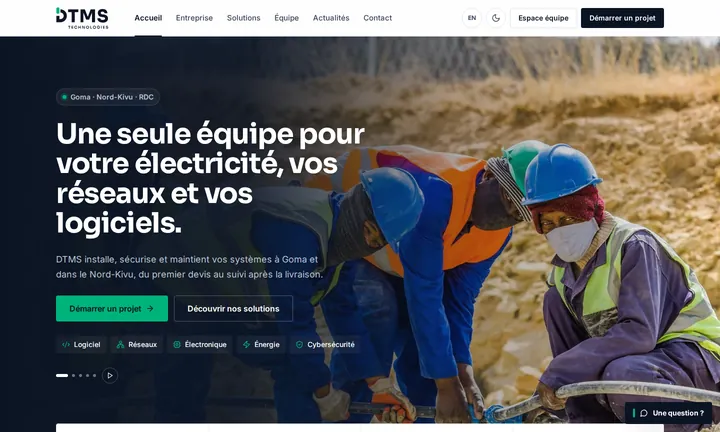 DTMS
TECHNOLOGIES
Accueil
Entreprise
Solutions
Équipe
Actualités
Contact
EN
Espace équipe
Démarrer un projet
Goma · Nord-Kivu · RDC
Une seule équipe pour
votre électricité, vos
réseaux et vos
logiciels.
DTMS installe, sécurise et maintient vos systèmes à Goma et
dans le Nord-Kivu, du premier devis au suivi après la livraison.
Démarrer un projet
Découvrir nos solutions
Logiciel
Réseaux
Électronique
Énergie
Cybersécurité
Une question ?